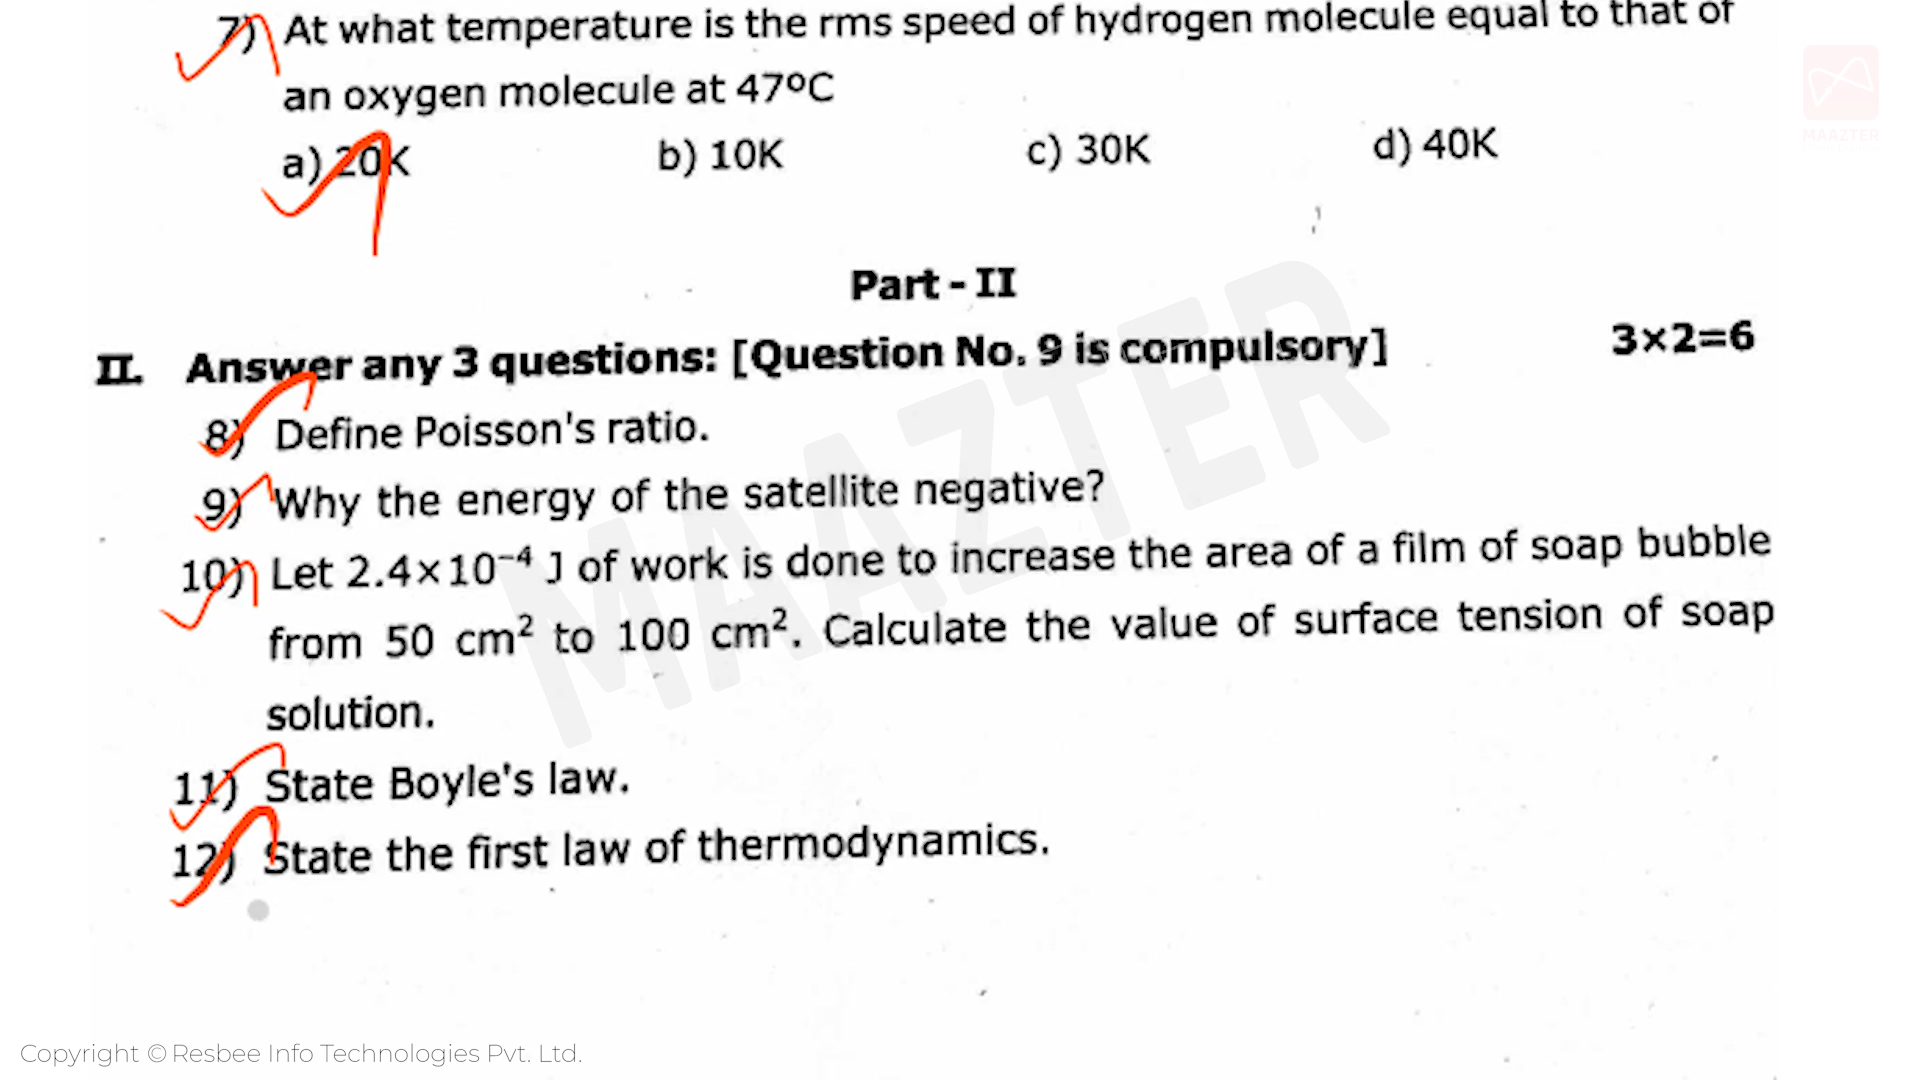 7) At what temperature is the rms speed of hydrogen molecule equal to that of
an oxygen molecule at 47ºC
a) 20K b) 10K c) 30K d) 40K
MAAZTER
Part - II
II. Answer any 3 questions: [Question No. 9 is compulsory] 3×2=6
8) Define Poisson's ratio.
9) Why the energy of the satellite negative?
10) Let 2.4×10⁻⁴ J of work is done to increase the area of a film of soap bubble
from 50 cm² to 100 cm². Calculate the value of surface tension of soap
solution.
11) State Boyle's law.
12) State the first law of thermodynamics.
MAAZTER
Copyright © Resbee Info Technologies Pvt. Ltd.